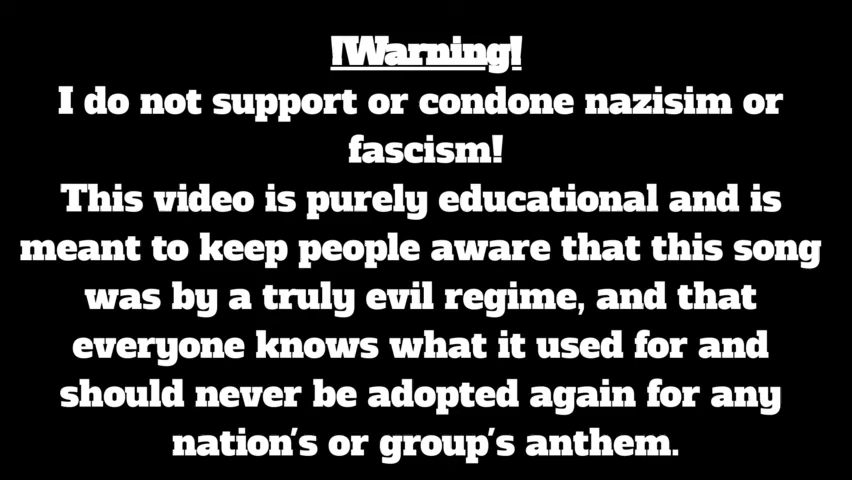 !Warning!
I do not support or condone nazisim or
fascism!
This video is purely educational and is
meant to keep people aware that this song
was by a truly evil regime, and that
everyone knows what it used for and
should never be adopted again for any
nation's or group's anthem.